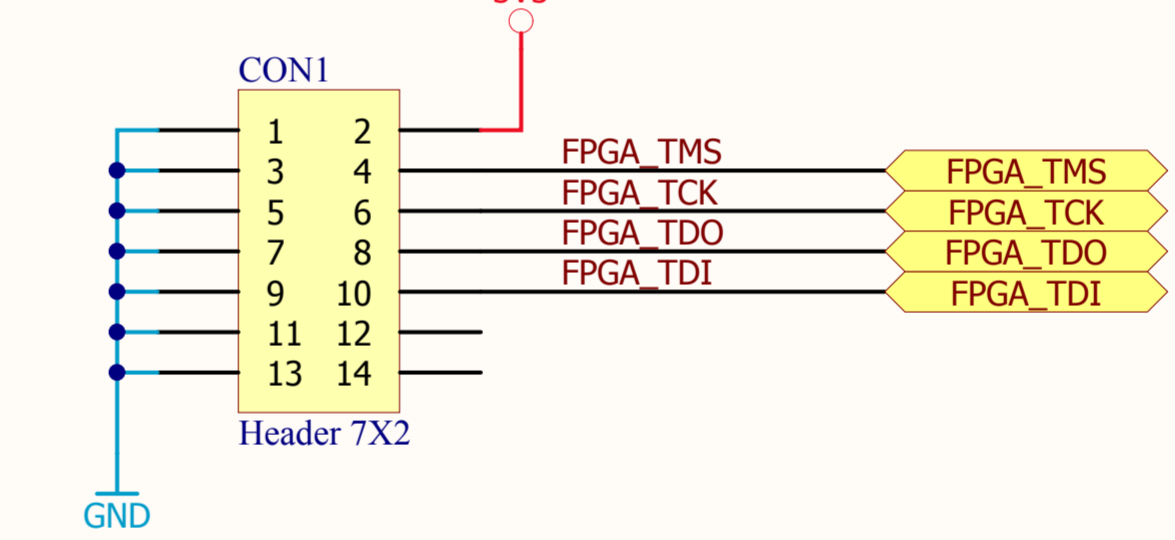 CON1
1 2
3 4
5 6
7 8
9 10
11 12
13 14
Header 7X2
GND
FPGA_TMS
FPGA_TCK
FPGA_TDO
FPGA_TDI
FPGA_TMS
FPGA_TCK
FPGA_TDO
FPGA_TDI